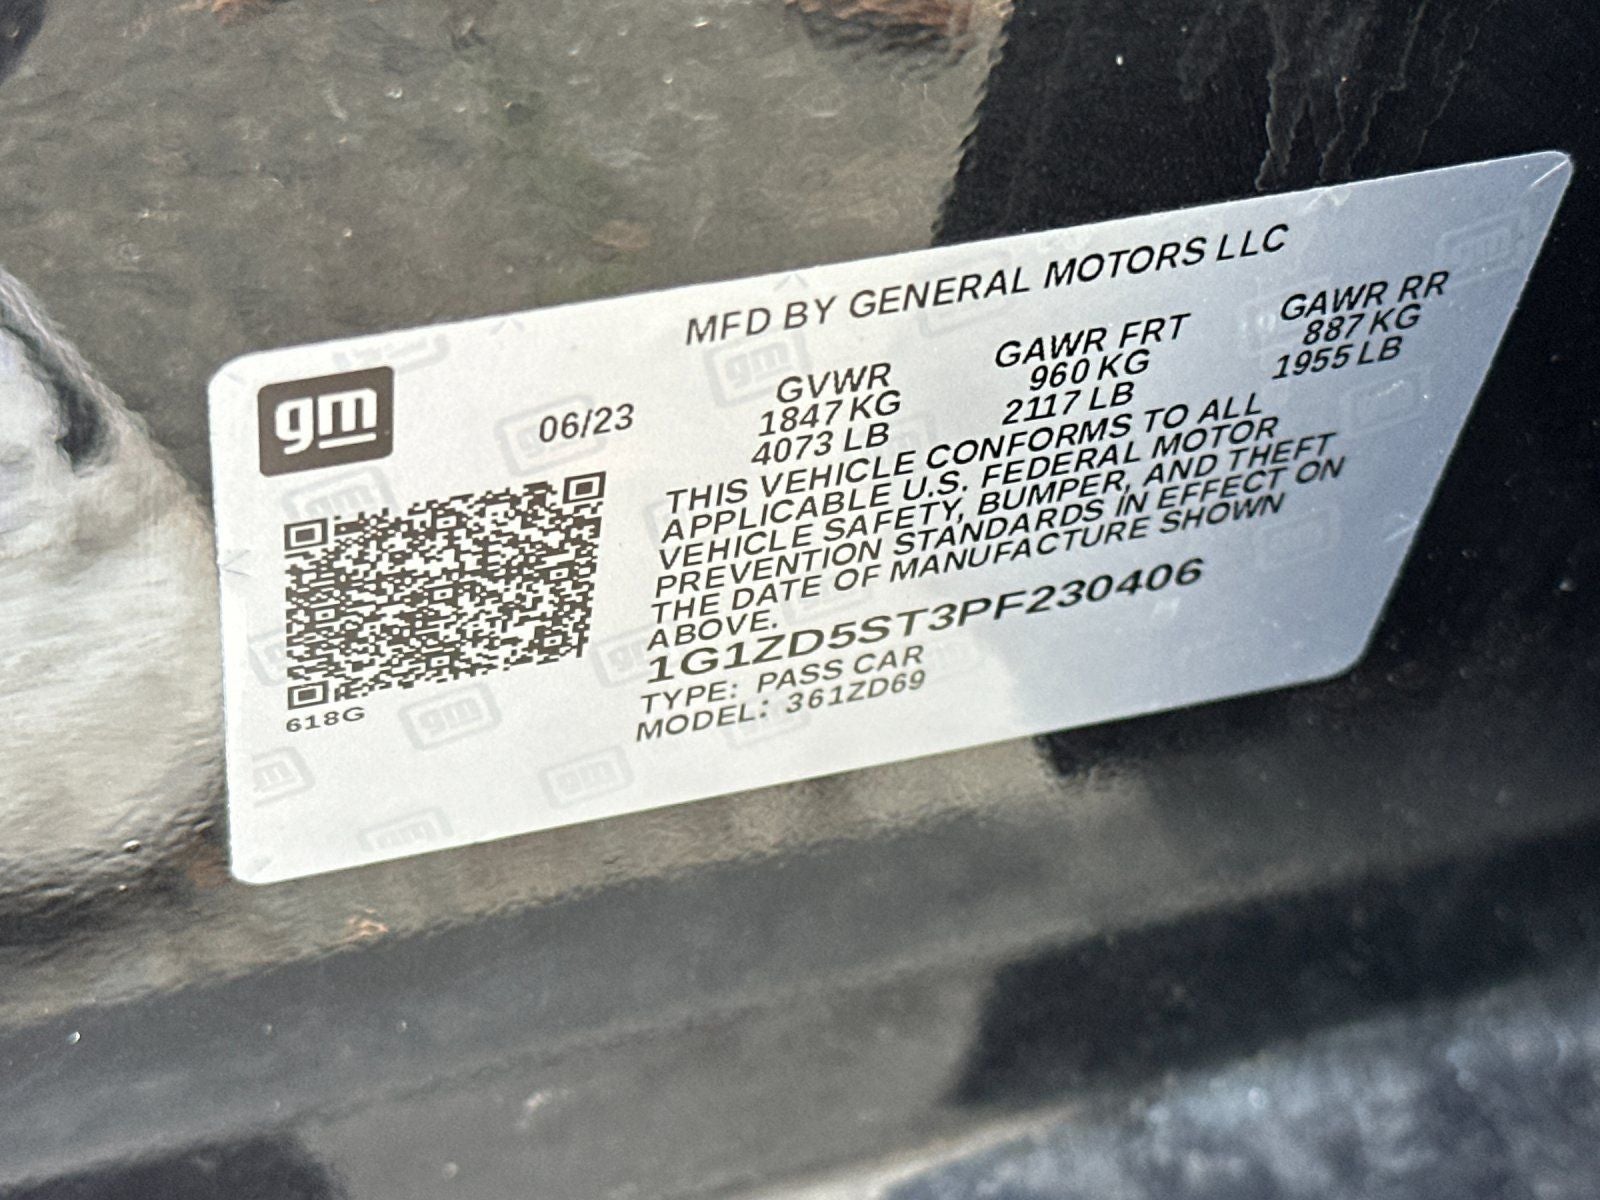 MFD BY GENERAL MOTORS LLC
gm
06/23
GVWR GAWR FRT GAWR RR
1847 KG 960 KG 887 KG
4073 LB 2117 LB 1955 LB
THIS VEHICLE CONFORMS TO ALL
APPLICABLE U.S. FEDERAL MOTOR
VEHICLE SAFETY, BUMPER, AND THEFT
PREVENTION STANDARDS IN EFFECT ON
THE DATE OF MANUFACTURE SHOWN
ABOVE.
1G1ZD5ST3PF230406
TYPE: PASS CAR
MODEL: 361ZD69
618G